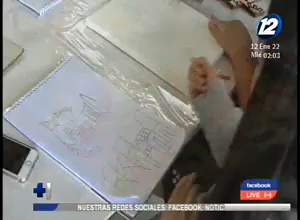 12
12 Ene 22
Mié 02:03
facebook
LIVE
NUESTRAS REDES SOCIALES: FACEBOOK: NOTIC